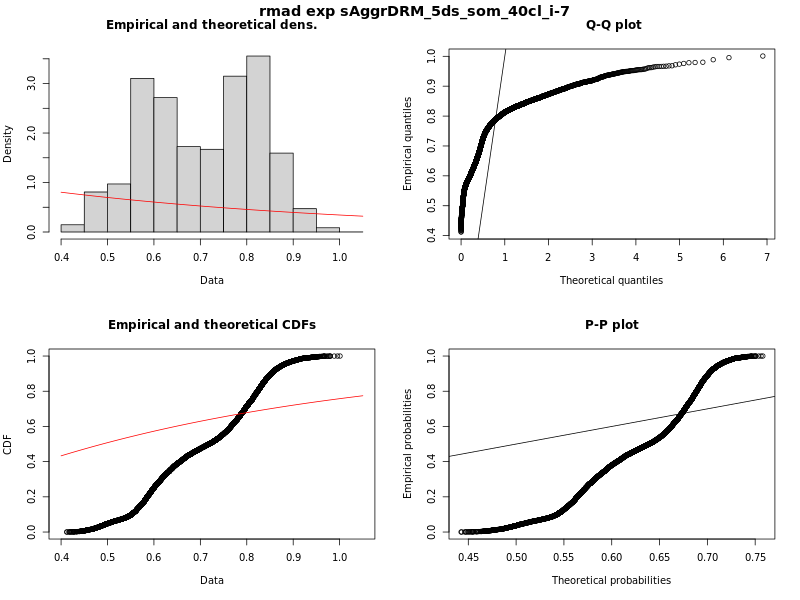 rmad exp sAggrDRM_5ds_som_40cl_i-7
Empirical and theoretical dens.
Density
0.0 1.0 2.0 3.0
0.4 0.5 0.6 0.7 0.8 0.9 1.0
Data
Q-Q plot
Empirical quantiles
0.4 0.5 0.6 0.7 0.8 0.9 1.0
0 1 2 3 4 5 6 7
Theoretical quantiles
Empirical and theoretical CDFs
CDF
0.0 0.2 0.4 0.6 0.8 1.0
0.4 0.5 0.6 0.7 0.8 0.9 1.0
Data
P-P plot
Empirical probabilities
0.0 0.2 0.4 0.6 0.8 1.0
0.45 0.50 0.55 0.60 0.65 0.70 0.75
Theoretical probabilities